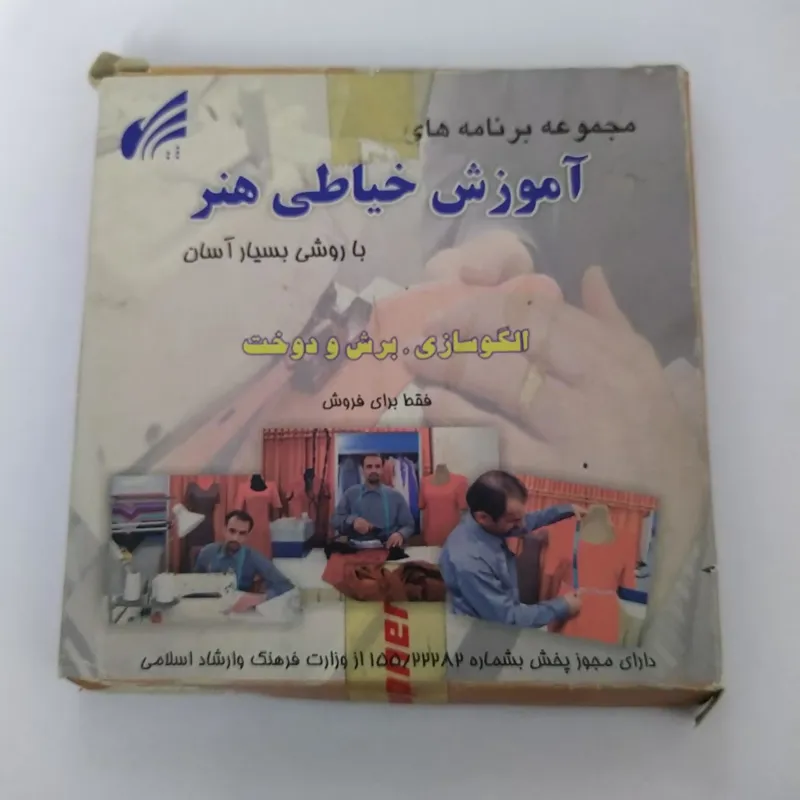 مجموعه برنامه های
آموزش خیاطی هنر
با روشی بسیار آسان
الگوسازی . برش و دوخت
فقط برای فروش
دارای مجوز پخش بشماره ۱۵۵/۲۲۲۸۲ از وزارت فرهنگ وارشاد اسلامی